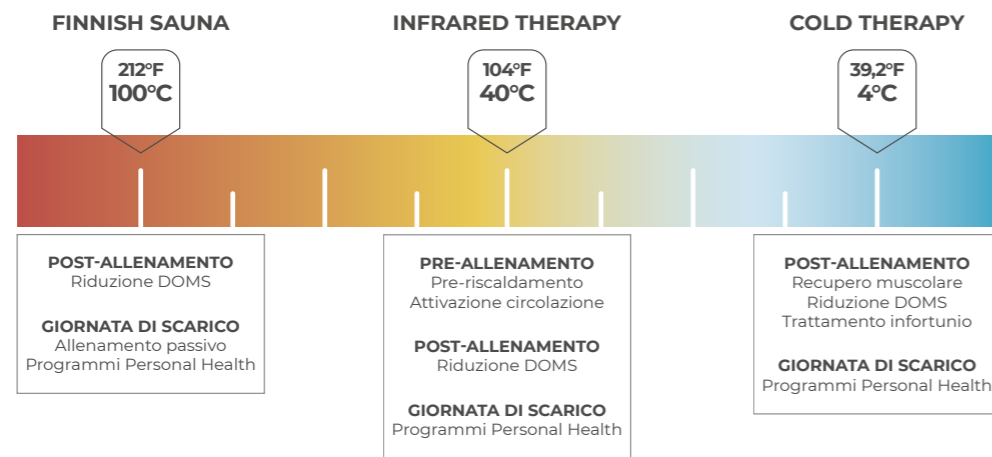 FINNISH SAUNA
212°F
100°C
POST-ALLENAMENTO
Riduzione DOMS
GIORNATA DI SCARICO
Allenamento passivo
Programmi Personal Health
INFRARED THERAPY
104°F
40°C
PRE-ALLENAMENTO
Pre-riscaldamento
Attivazione circolazione
POST-ALLENAMENTO
Riduzione DOMS
GIORNATA DI SCARICO
Programmi Personal Health
COLD THERAPY
39,2°F
4°C
POST-ALLENAMENTO
Recupero muscolare
Riduzione DOMS
Trattamento infortunio
GIORNATA DI SCARICO
Programmi Personal Health